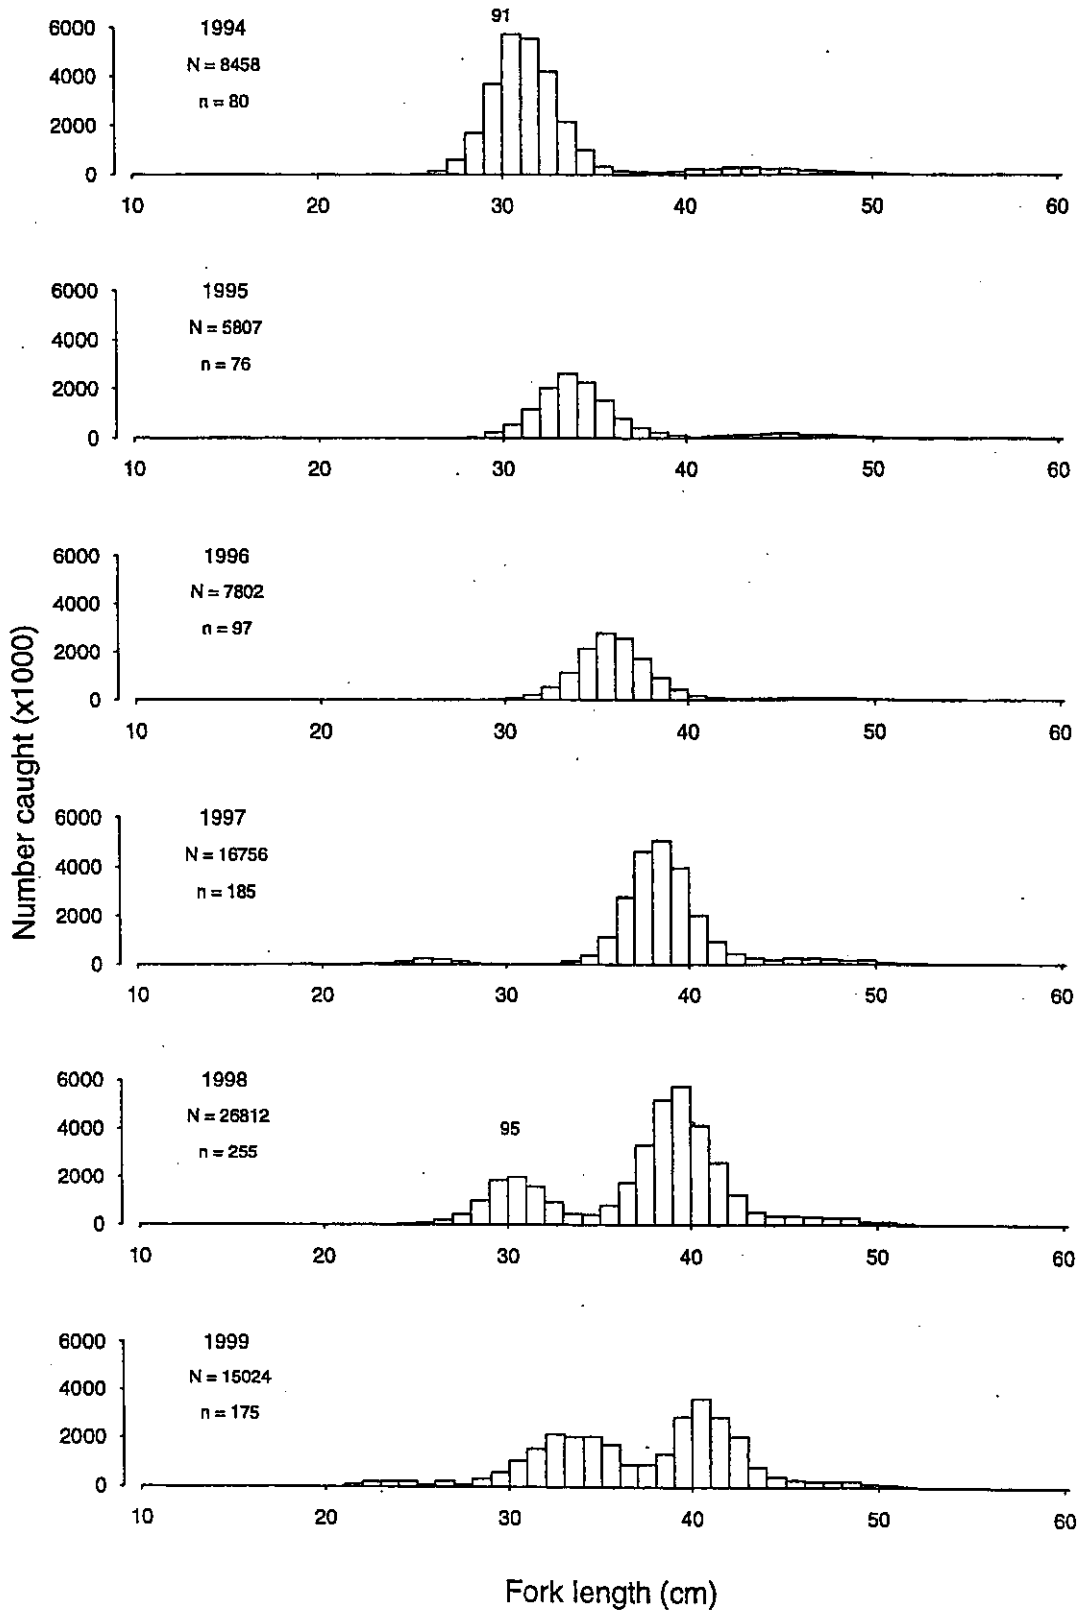 Number caught (x1000)
91
1994
N = 8458
n = 80
6000
4000
2000
0
10 20 30 40 50 60
1995
N = 5807
n = 76
6000
4000
2000
0
10 20 30 40 50 60
1996
N = 7802
n = 97
6000
4000
2000
0
10 20 30 40 50 60
1997
N = 16756
n = 185
6000
4000
2000
0
10 20 30 40 50 60
1998
N = 26812
n = 255
95
6000
4000
2000
0
10 20 30 40 50 60
1999
N = 15024
n = 175
6000
4000
2000
0
10 20 30 40 50 60
Fork length (cm)